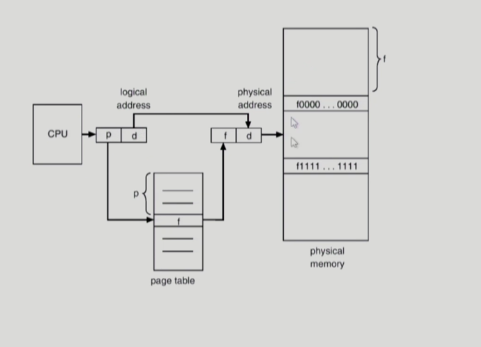 f
logical
address
physical
address
f0000 ... 0000
CPU
p d
f d
f1111 ... 1111
p
f
physical
memory
page table